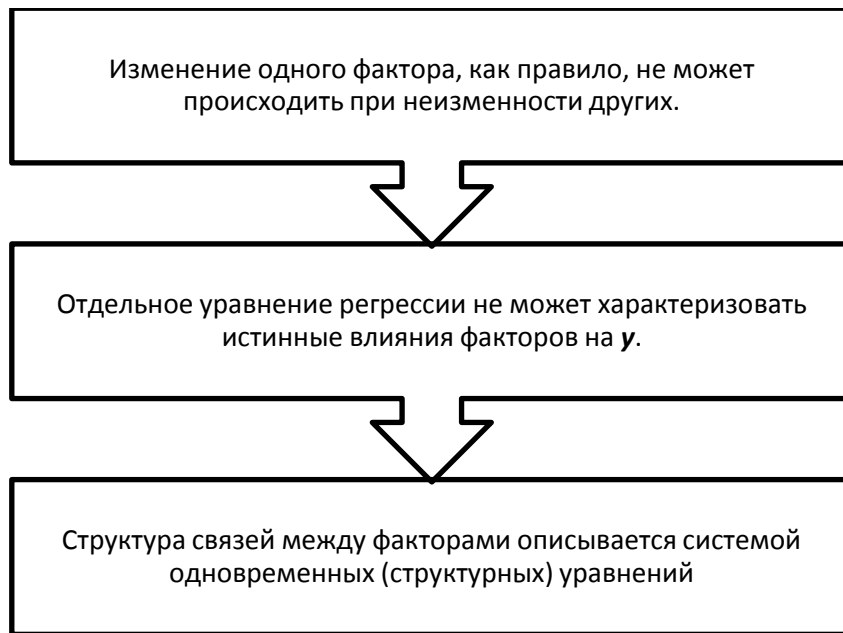 Изменение одного фактора, как правило, не может
происходить при неизменности других.
Отдельное уравнение регрессии не может характеризовать
истинные влияния факторов на y.
Структура связей между факторами описывается системой
одновременных (структурных) уравнений